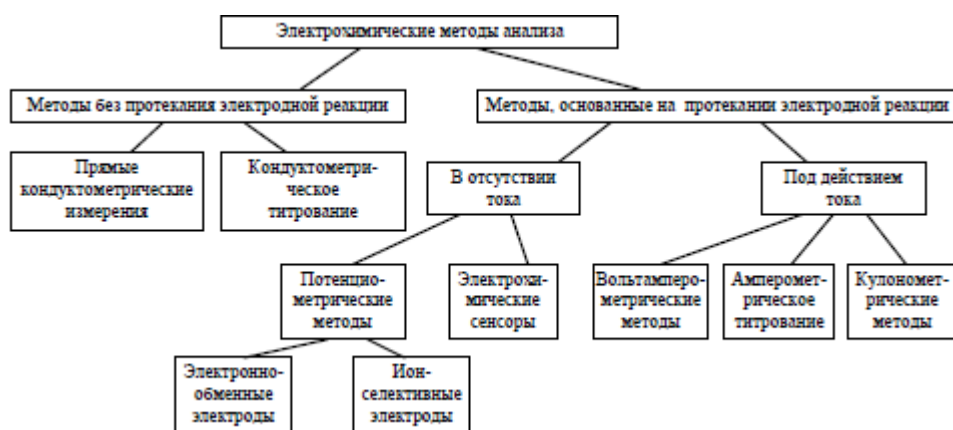 Электрохимические методы анализа
Методы без протекания электродной реакции
Методы, основанные на протекании электродной реакции
Прямые
кондуктометрические
измерения
Кондуктометри-
ческое
титрование
В отсутствии
тока
Под действием
тока
Потенцио-
метрические
методы
Электрохи-
мические
сенсоры
Вольтамперо-
метрические
методы
Амперомет-
рическое
титрование
Кулономет-
рические
методы
Электронно-
обменные
электроды
Ион-
селективные
электроды